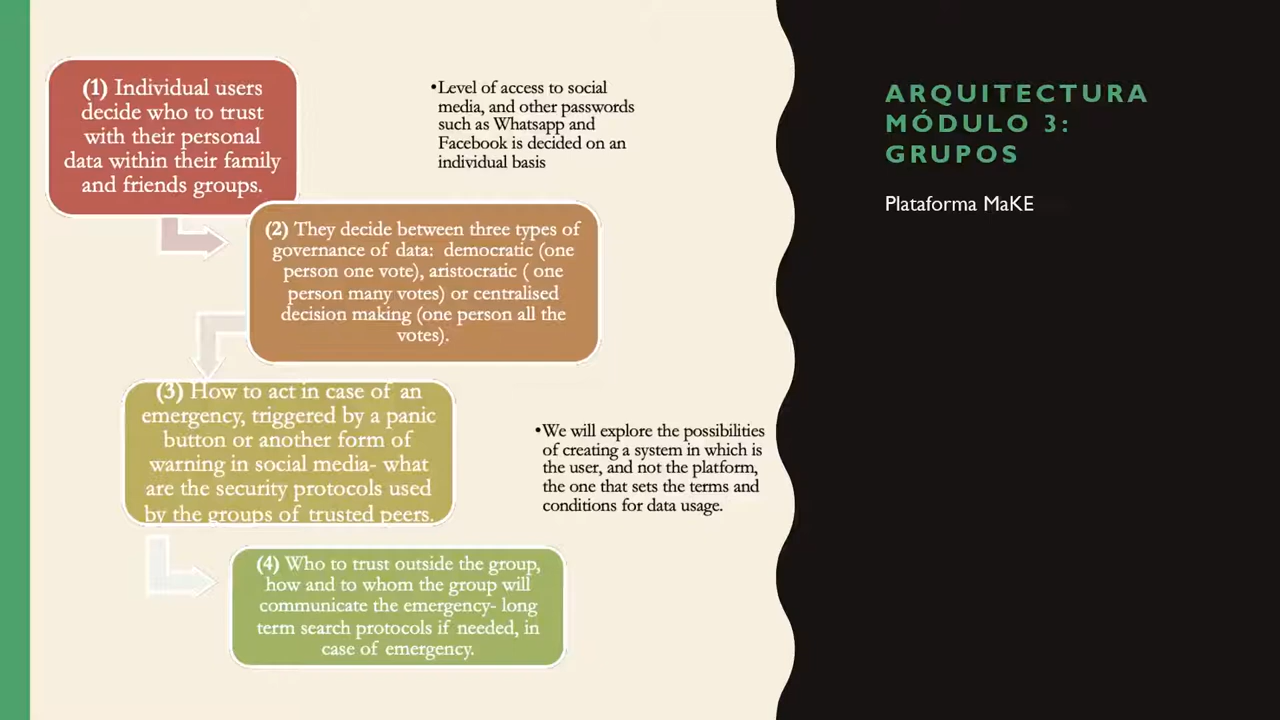 (1) Individual users
decide who to trust
with their personal
data within their family
and friends groups.
•Level of access to social
media, and other passwords
such as Whatsapp and
Facebook is decided on an
individual basis
(2) They decide between three types of
governance of data: democratic (one
person one vote), aristocratic ( one
person many votes) or centralised
decision making (one person all the
votes).
(3) How to act in case of an
emergency, triggered by a panic
button or another form of
warning in social media- what
are the security protocols used
by the groups of trusted peers.
•We will explore the possibilities
of creating a system in which is
the user, and not the platform,
the one that sets the terms and
conditions for data usage.
(4) Who to trust outside the group,
how and to whom the group will
communicate the emergency- long
term search protocols if needed, in
case of emergency.
ARQUITECTURA
MÓDULO 3:
GRUPOS
Plataforma MaKE